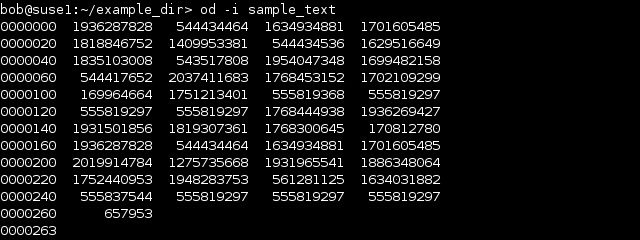 bob@suse1:~/example_dir> od -i sample_text
0000000 1936287828 544434464 1634934881 1701605485
0000020 1818846752 1409953381 544434536 1629516649
0000040 1835103008 543517808 1954047348 1699482158
0000060 544417652 2037411683 1768453152 1702109299
0000100 169964664 1751213401 555819368 555819297
0000120 555819297 555819297 1768444938 1936269427
0000140 1931501856 1819307361 1768300645 170812780
0000160 1936287828 544434464 1634934881 1701605485
0000200 2019914784 1275735668 1931965541 1886348064
0000220 1752440953 1948283753 561281125 1634031882
0000240 555837544 555819297 555819297 555819297
0000260 657953
0000263